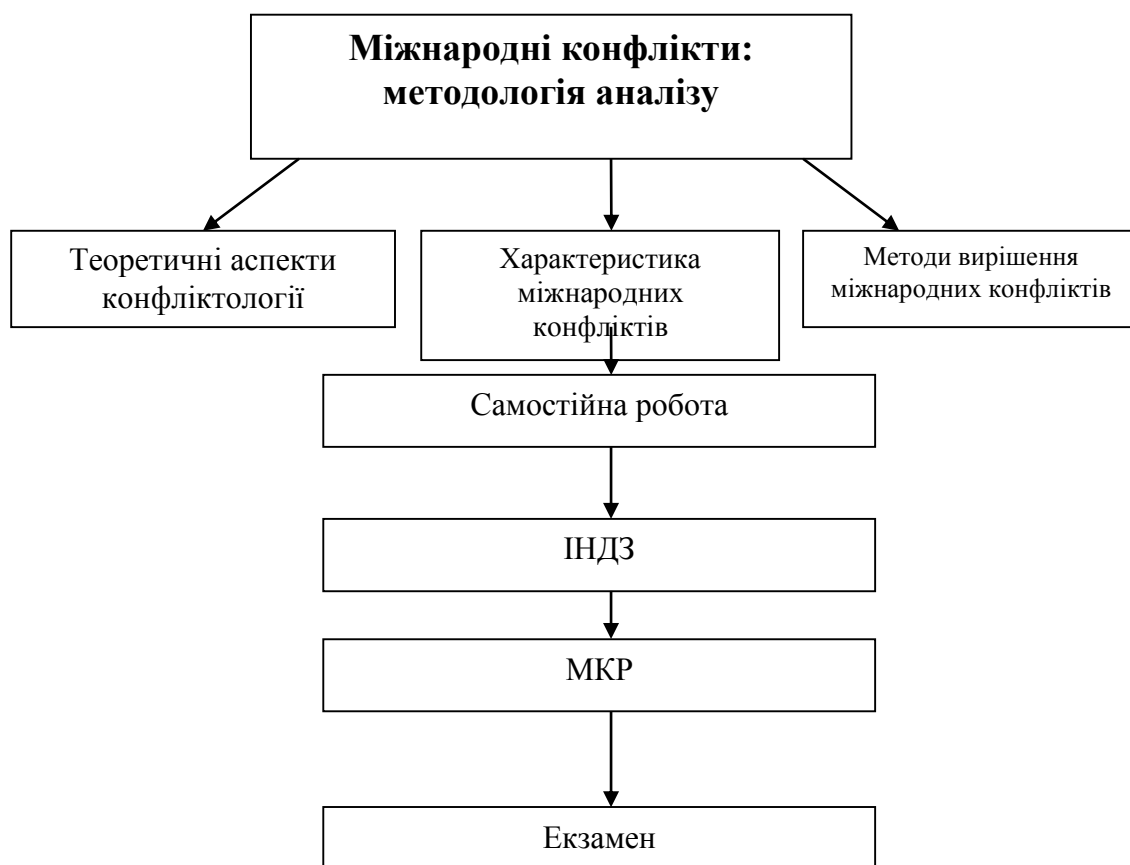 Міжнародні конфлікти:
методологія аналізу
Теоретичні аспекти
конфліктології
Характеристика
міжнародних
конфліктів
Методи вирішення
міжнародних конфліктів
Самостійна робота
ІНДЗ
МКР
Екзамен